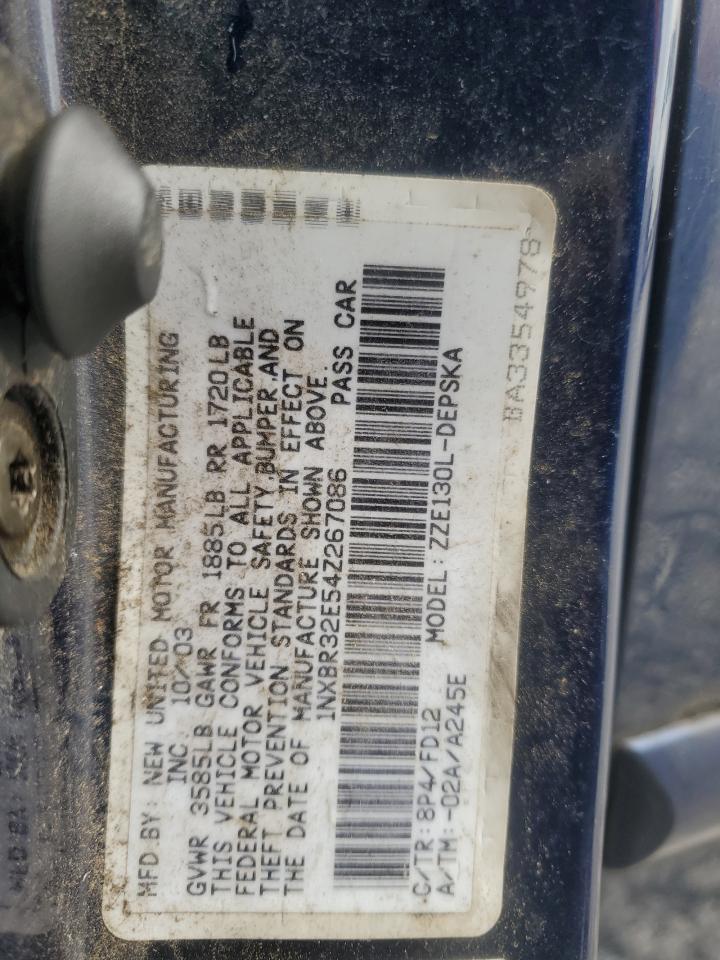 MFD. BY: NEW UNITED MOTOR MANUFACTURING
INC. 10/03
GVWR 3585LB GAWR FR 1885LB RR 1720LB
THIS VEHICLE CONFORMS TO ALL APPLICABLE
FEDERAL MOTOR VEHICLE SAFETY,BUMPER,AND
THEFT PREVENTION STANDARDS IN EFFECT ON
THE DATE OF MANUFACTURE SHOWN ABOVE.
1NXBR32E54Z267086 PASS CAR
C/TR:8P4/FD12
A/TM:-02A/A245E MODEL:ZZE130L-DEPSKA
BA3354978